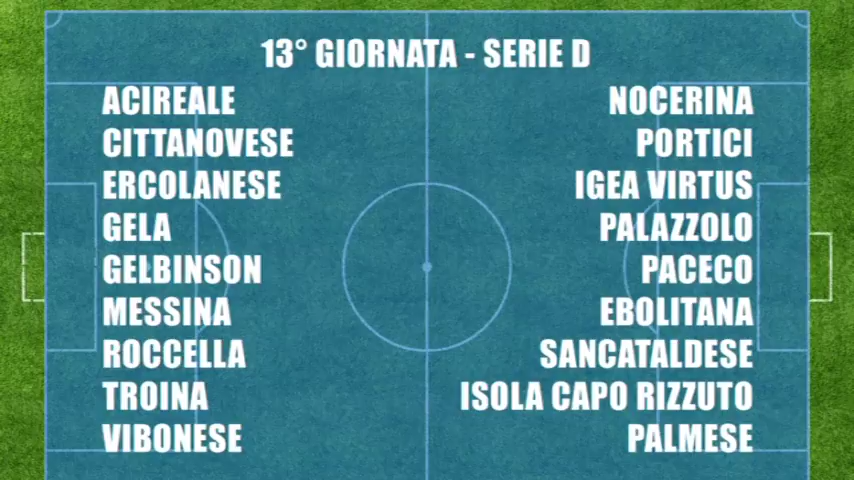 13° GIORNATA - SERIE D
ACIREALE NOCERINA
CITTANOVESE PORTICI
ERCOLANESE IGEA VIRTUS
GELA PALAZZOLO
GELBINSON PACECO
MESSINA EBOLITANA
ROCCELLA SANCATALDESE
TROINA ISOLA CAPO RIZZUTO
VIBONESE PALMESE